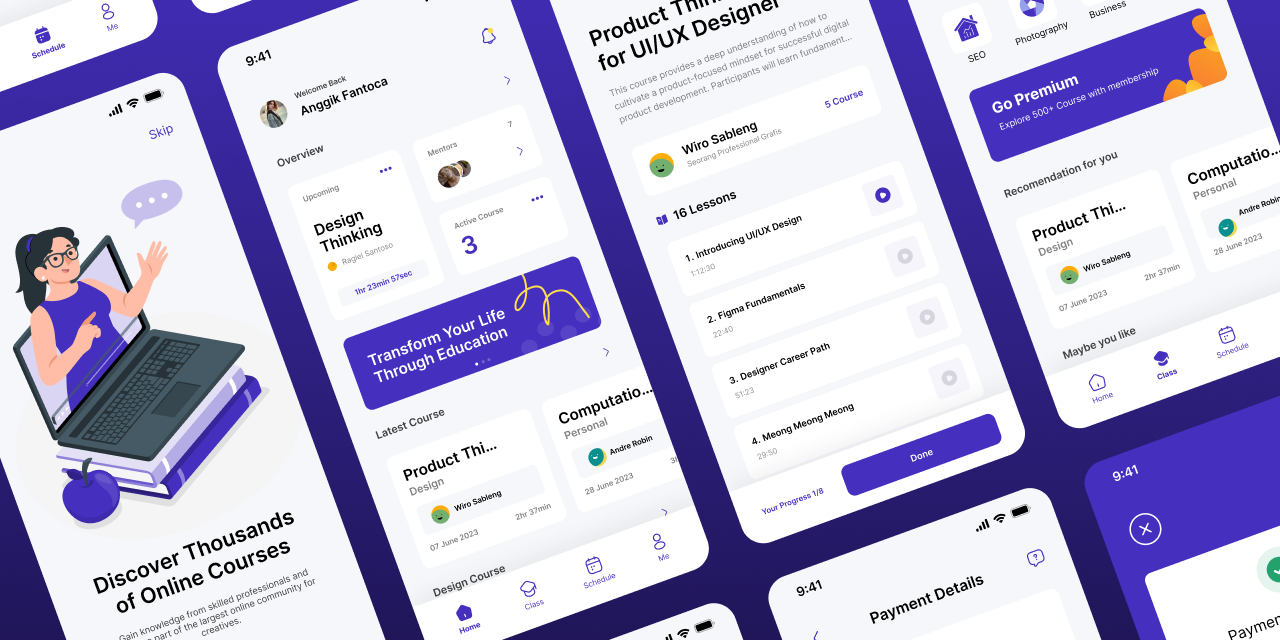 Schedule
Me
Skip
Discover Thousands
of Online Courses
Gain knowledge from skilled professionals and
part of the largest online community for
creatives.
9:41
Welcome Back
Anggik Fantoca
Overview
Upcoming
Design
Thinking
Ragiel Santoso
1hr 23min 57sec
Mentors
7
Active Course
3
Transform Your Life
Through Education
Latest Course
Product Thi...
Design
Wiro Sableng
07 June 2023
2hr 37min
Computatio...
Personal
Andre Robin
28 June 2023
Design Course
Home
Class
Schedule
Me
for UI/UX Designer
This course provides a deep understanding of how to
cultivate a product-focused mindset for successful digital
product development. Participants will learn fundament...
Wiro Sableng
Seorang Professional Grafis
5 Course
16 Lessons
1. Introducing UI/UX Design
1:12:30
2. Figma Fundamentals
22:40
3. Designer Career Path
51:23
4. Meong Meong Meong
29:50
Your Progress 1/8
Done
SEO
Photography
Business
Go Premium
Explore 500+ Course with membership
Recomendation for you
Product Thi...
Design
Wiro Sableng
07 June 2023
2hr 37min
Computatio...
Personal
Andre Robin
28 June 2023
Maybe you like
Home
Class
Schedule
9:41
Payment Details
9:41